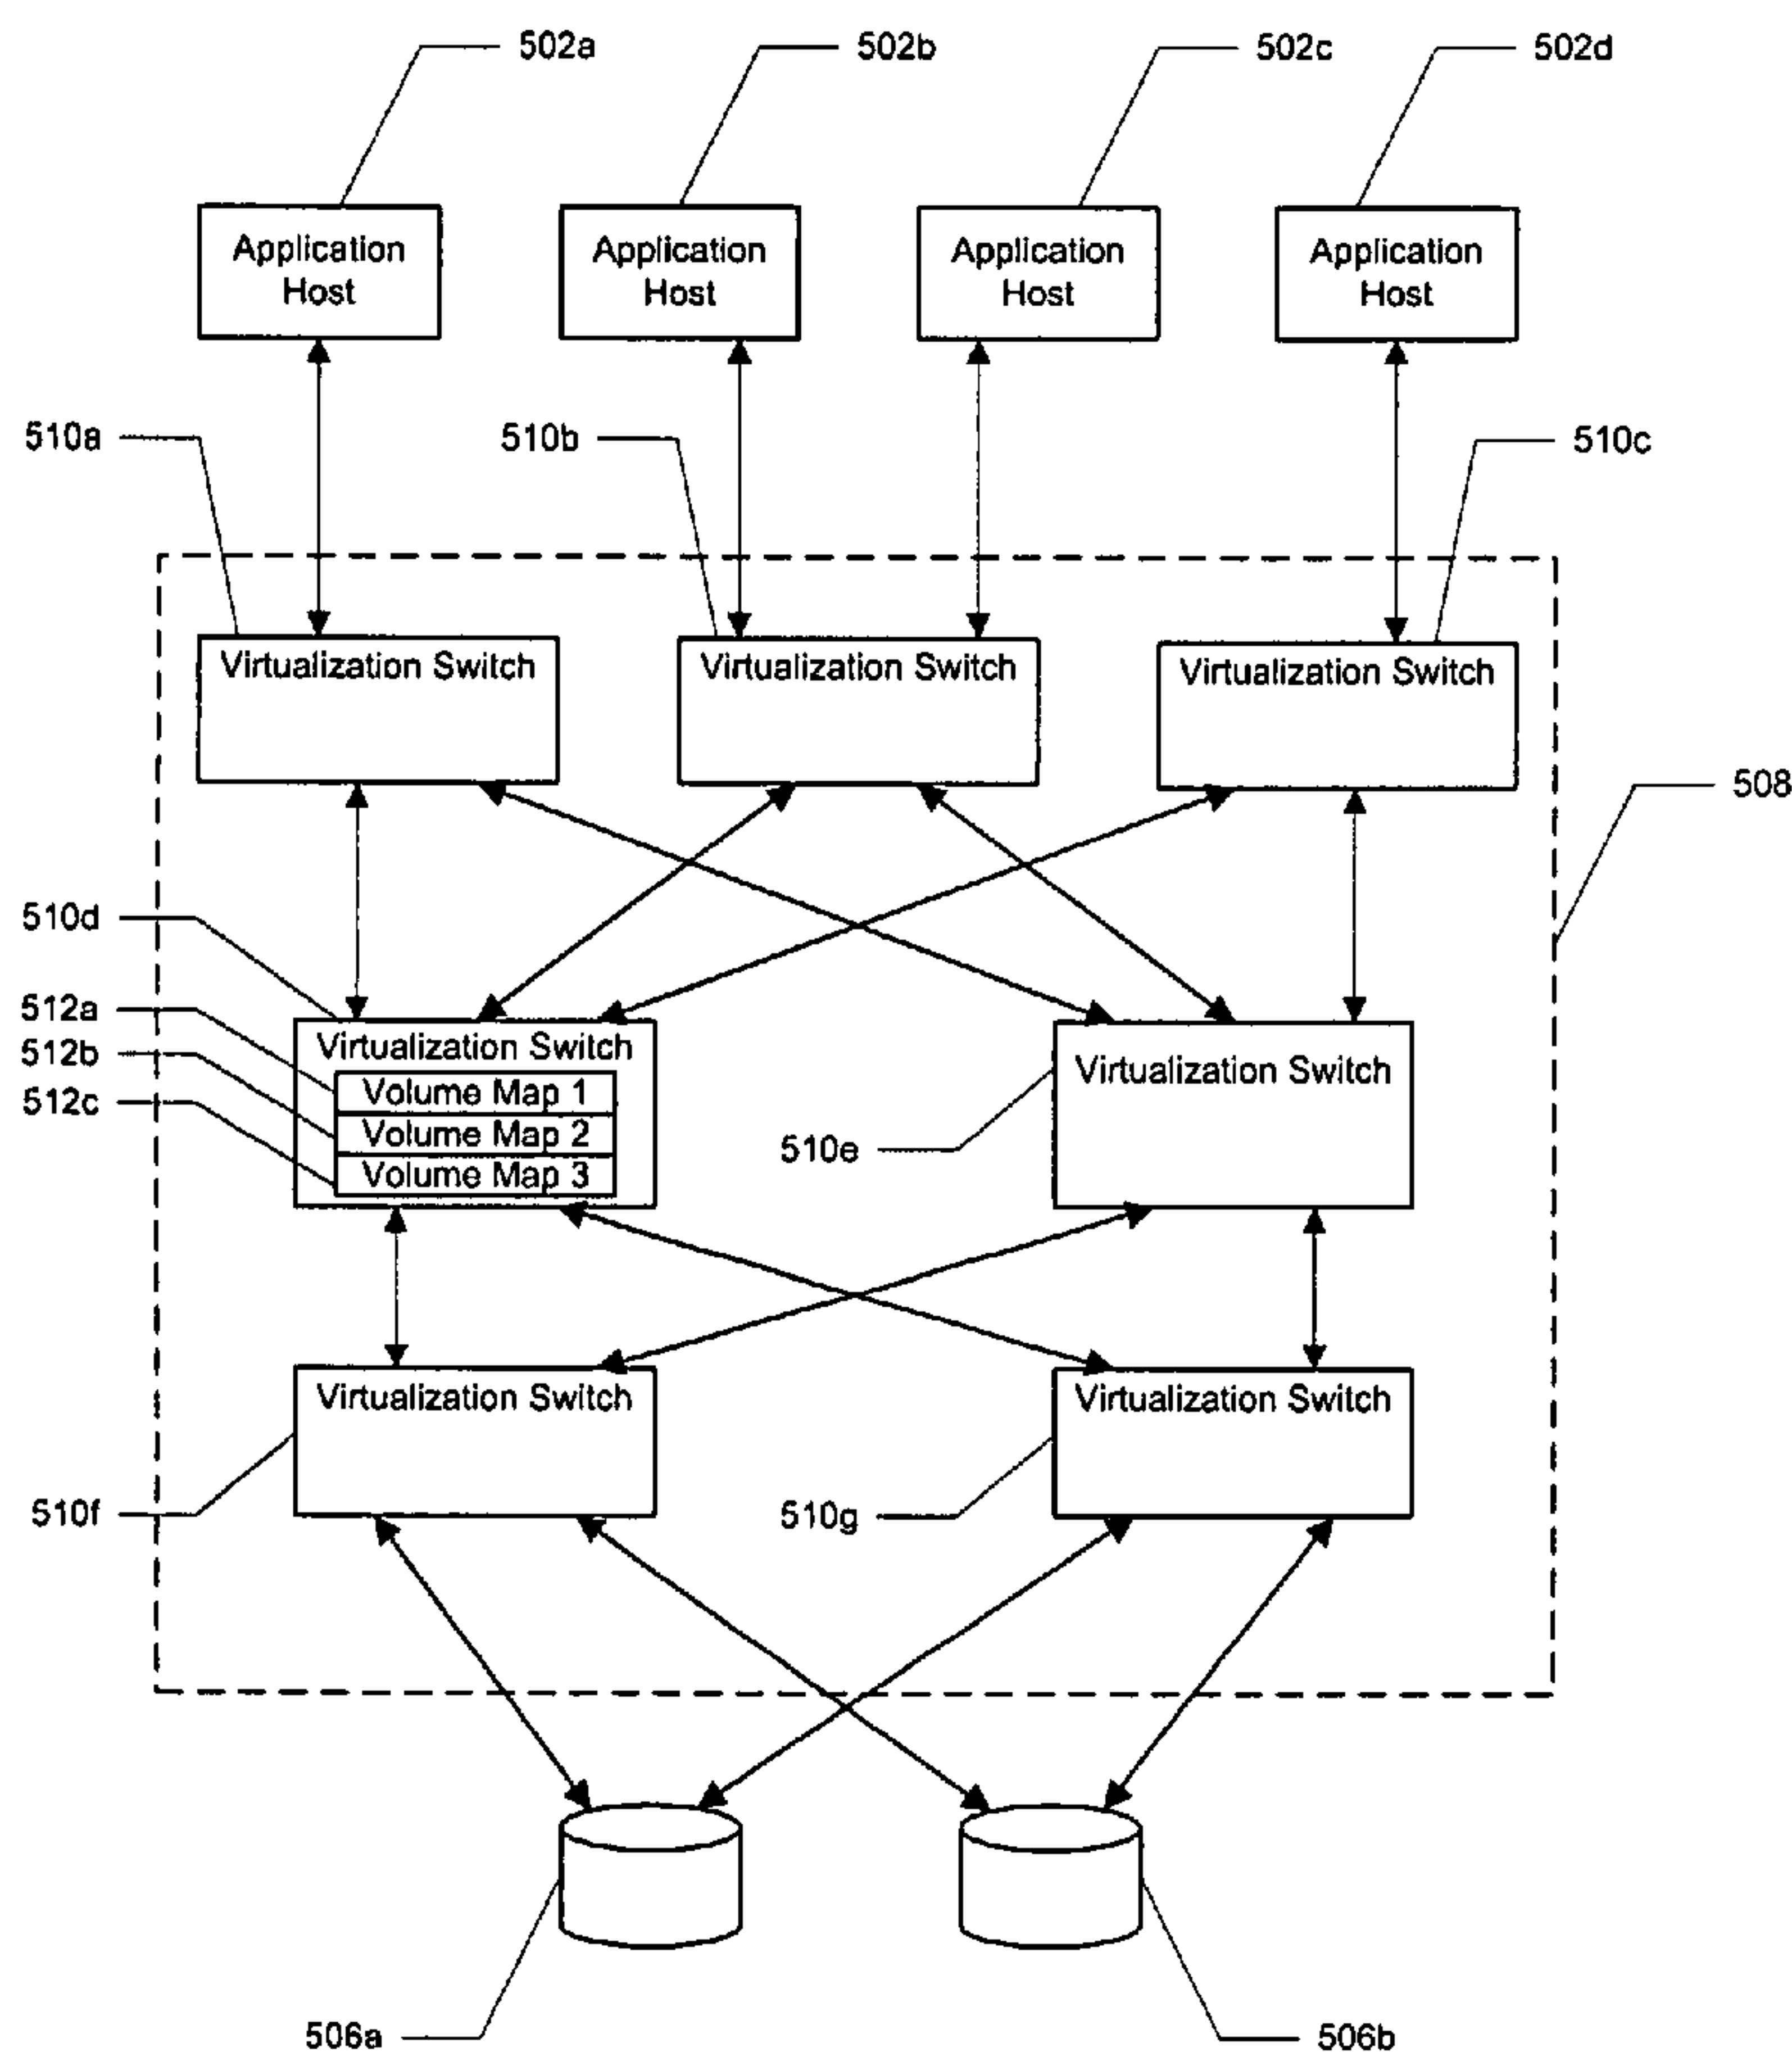 502a
502b
502c
502d
Application
Host
Application
Host
Application
Host
Application
Host
510a
510b
510c
Virtualization Switch
Virtualization Switch
Virtualization Switch
508
510d
512a
512b
512c
Virtualization Switch
Volume Map 1
Volume Map 2
Volume Map 3
Virtualization Switch
510e
Virtualization Switch
Virtualization Switch
510f
510g
506a
506b